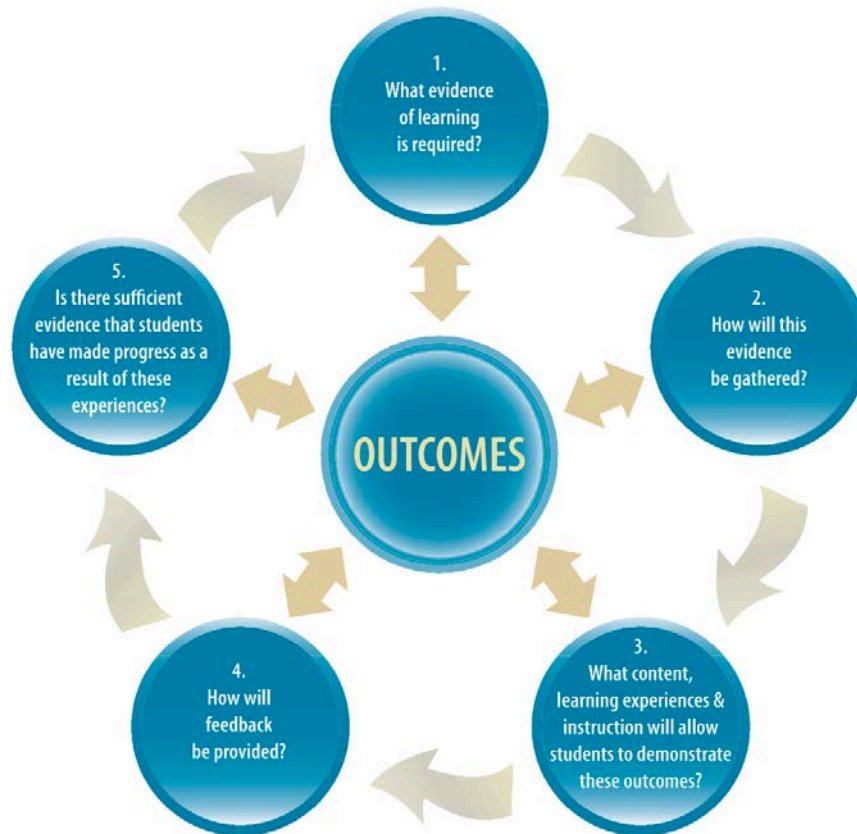 1.
What evidence
of learning
is required?
2.
How will this
evidence
be gathered?
3.
What content,
learning experiences &
instruction will allow
students to demonstrate
these outcomes?
4.
How will
feedback
be provided?
5.
Is there sufficient
evidence that students
have made progress as a
result of these
experiences?
OUTCOMES